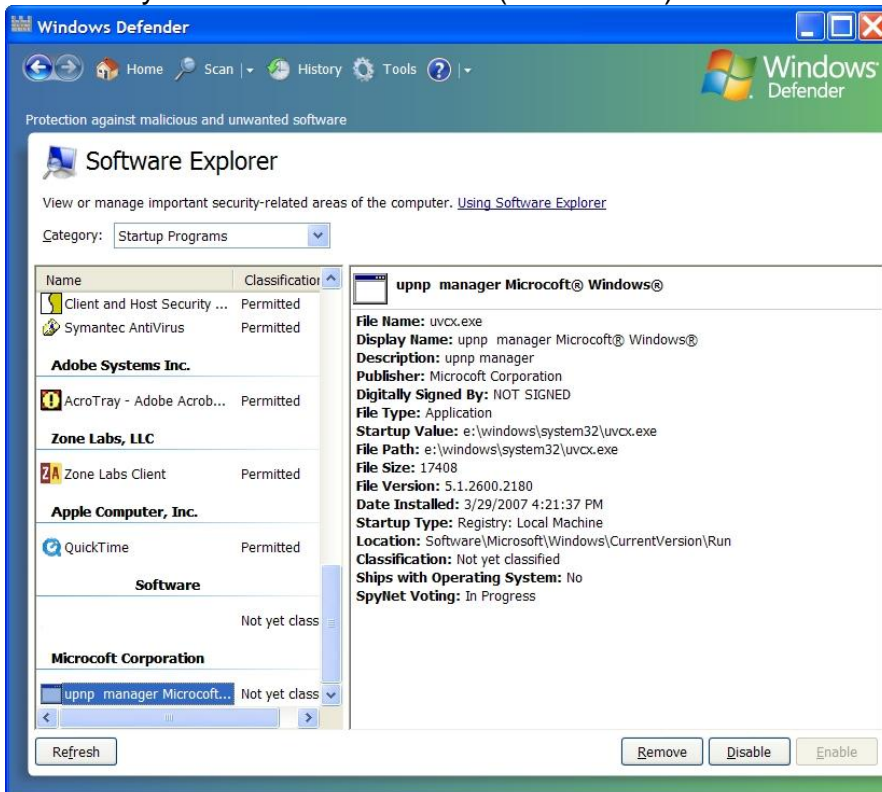 Windows Defender
Home Scan History Tools
Windows
Defender
Protection against malicious and unwanted software
Software Explorer
View or manage important security-related areas of the computer. Using Software Explorer
Category: Startup Programs
Name Classification
Client and Host Security ... Permitted
Symantec AntiVirus Permitted
Adobe Systems Inc.
AcroTray - Adobe Acrob... Permitted
Zone Labs, LLC
ZA Zone Labs Client Permitted
Apple Computer, Inc.
QuickTime Permitted
Software
Not yet class
Microcoft Corporation
upnp manager Microcoft... Not yet class
upnp manager Microcoft® Windows®
File Name: uvcx.exe
Display Name: upnp manager Microcoft® Windows®
Description: upnp manager
Publisher: Microcoft Corporation
Digitally Signed By: NOT SIGNED
File Type: Application
Startup Value: e:\windows\system32\uvcx.exe
File Path: e:\windows\system32\uvcx.exe
File Size: 17408
File Version: 5.1.2600.2180
Date Installed: 3/29/2007 4:21:37 PM
Startup Type: Registry: Local Machine
Location: Software\Microsoft\Windows\CurrentVersion\Run
Classification: Not yet classified
Ships with Operating System: No
SpyNet Voting: In Progress
Refresh Remove Disable Enable